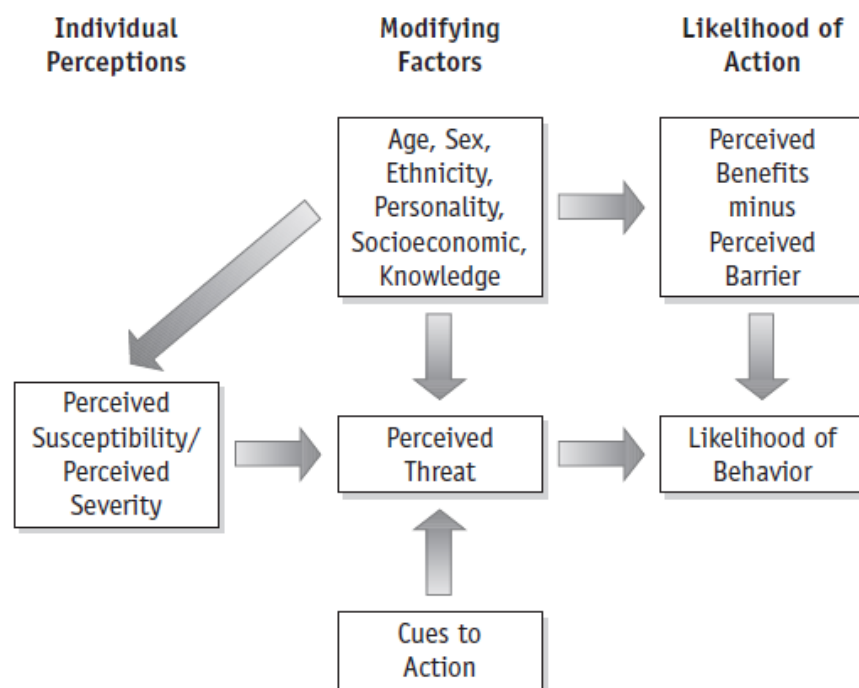 Individual
Perceptions
Modifying
Factors
Likelihood of
Action
Age, Sex,
Ethnicity,
Personality,
Socioeconomic,
Knowledge
Perceived
Benefits
minus
Perceived
Barrier
Perceived
Susceptibility/
Perceived
Severity
Perceived
Threat
Likelihood of
Behavior
Cues to
Action